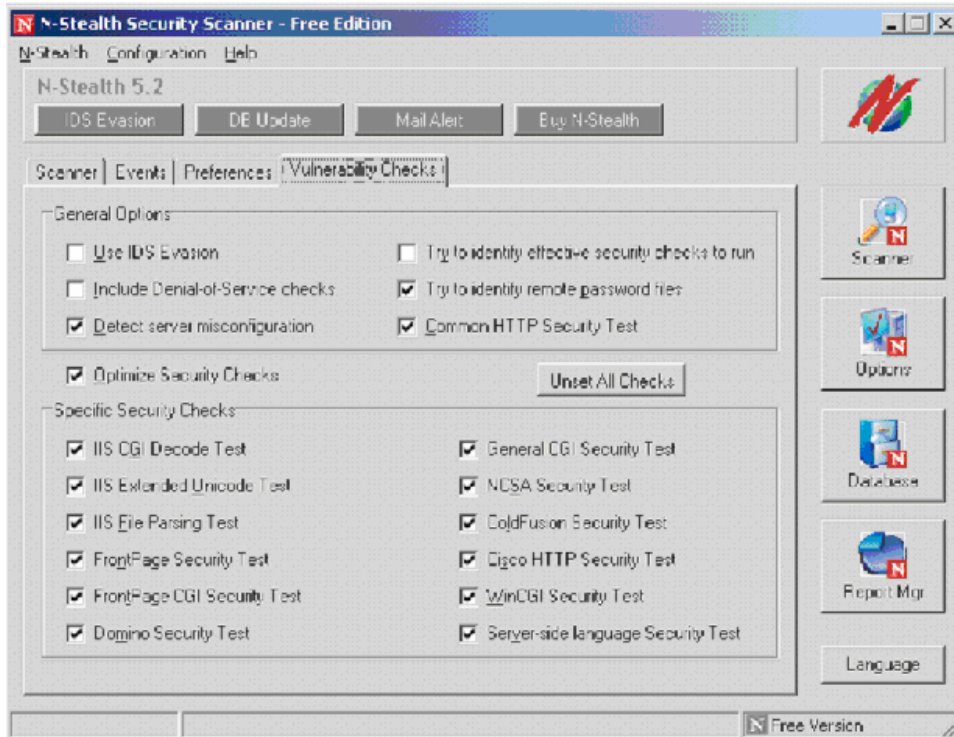 N-Stealth Security Scanner - Free Edition
N-Stealth Configuration Help
N-Stealth 5.2
IDS Evasion DB Update Mail Alert Buy N-Stealth
Scanner Events Preferences Vulnerability Checks
General Options
Use IDS Evasion Try to identify effective security checks to run
Include Denial-of-Service checks Try to identify remote password files
Detect server misconfiguration Common HTTP Security Test
Optimize Security Checks Unset All Checks
Specific Security Checks
IIS CGI Decode Test General CGI Security Test
IIS Extended Unicode Test NCSA Security Test
IIS File Parsing Test ColdFusion Security Test
FrontPage Security Test Cisco HTTP Security Test
FrontPage CGI Security Test WinCGI Security Test
Domino Security Test Server-side language Security Test
Scanner
Options
Database
Report Mgr
Language
N Free Version